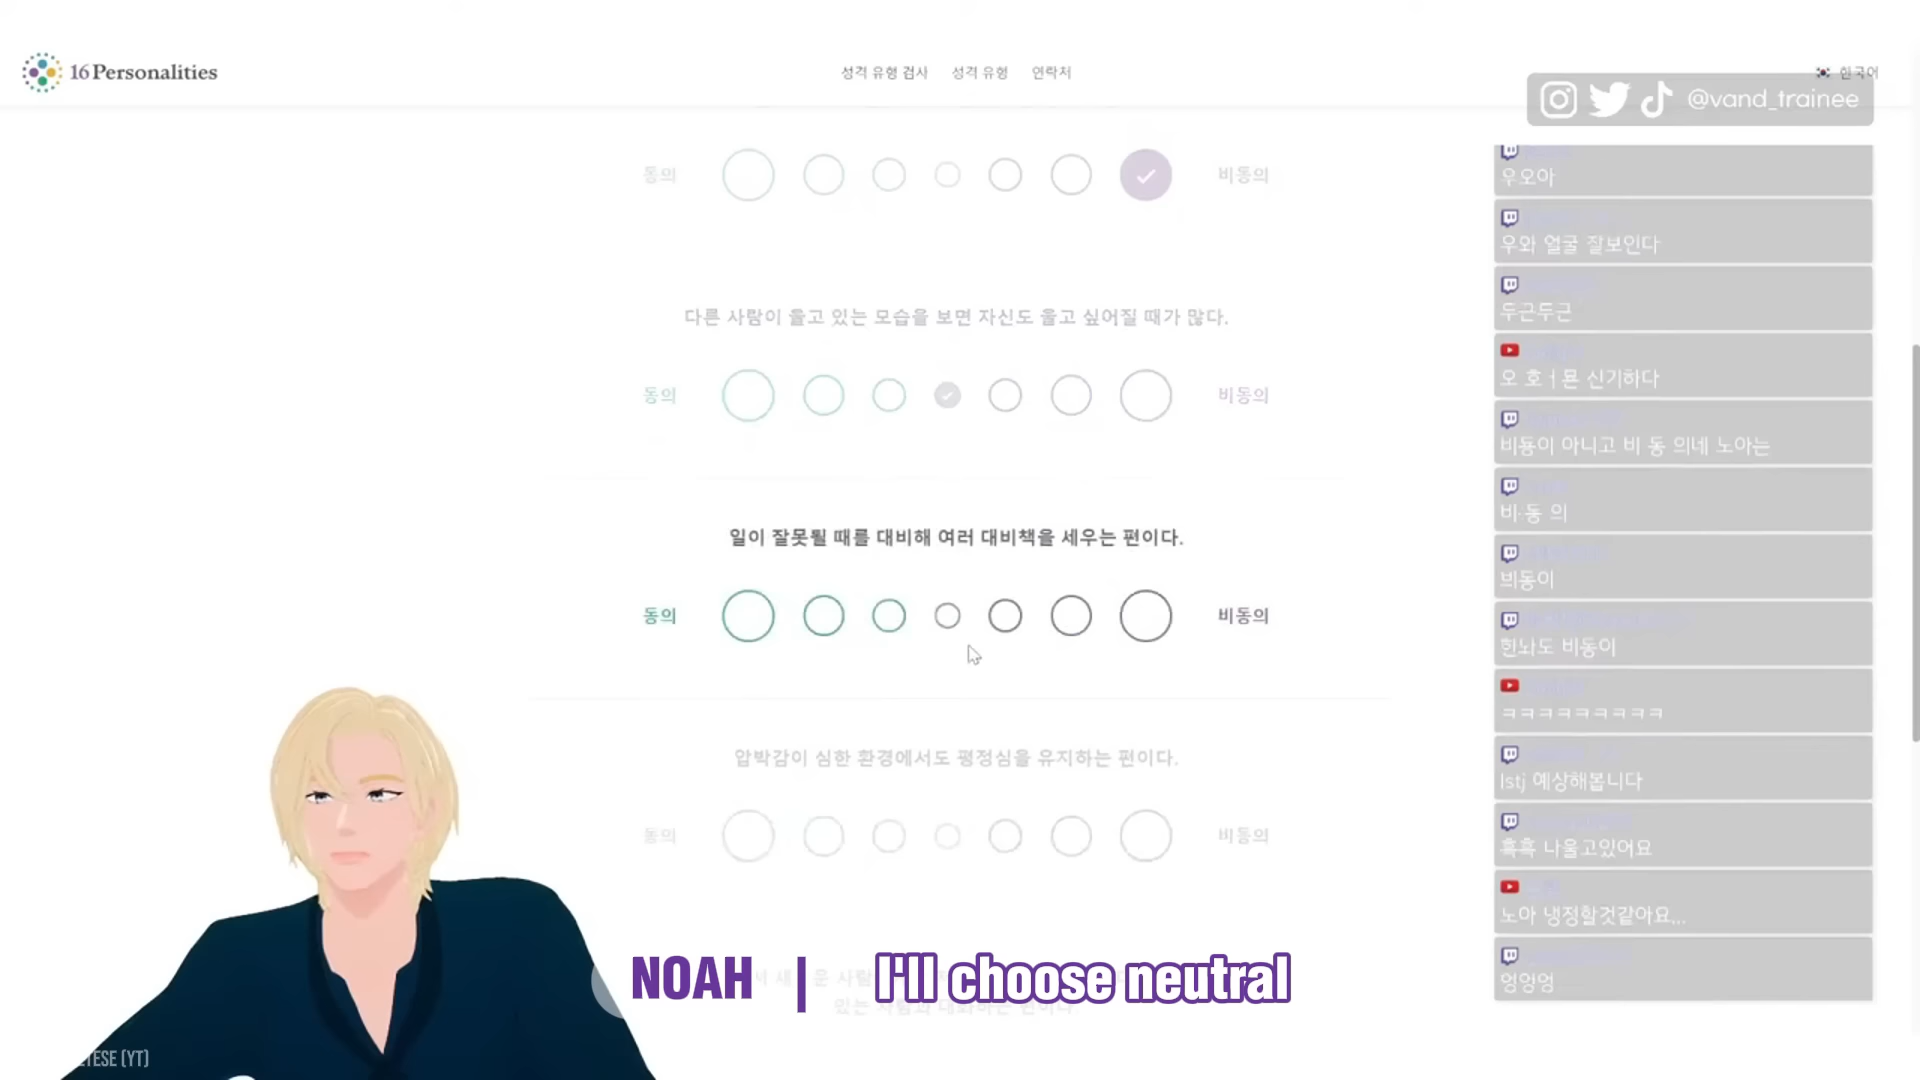 16Personalities
성격 유형 검사 성격 유형 연락처
한국어
@vand_trainee
동의 비동의
다른 사람이 울고 있는 모습을 보면 자신도 울고 싶어질 때가 많다.
동의 비동의
일이 잘못될 때를 대비해 여러 대비책을 세우는 편이다.
동의 비동의
압박감이 심한 환경에서도 평정심을 유지하는 편이다.
동의 비동의
우오아
우와 얼굴 잘보인다
두근두근
오 호ㅓ묜 신기하다
비둉이 아니고 비 동 의네 노아는
비·동 의
븨동이
힌놔도 비동이
ㅋㅋㅋㅋㅋㅋㅋㅋㅋ
Istj 예상해봅니다
흑흑 나울고있어요
노아 냉정할것같아요...
엉엉엉
NOAH | I'll choose neutral
TESE (YT)